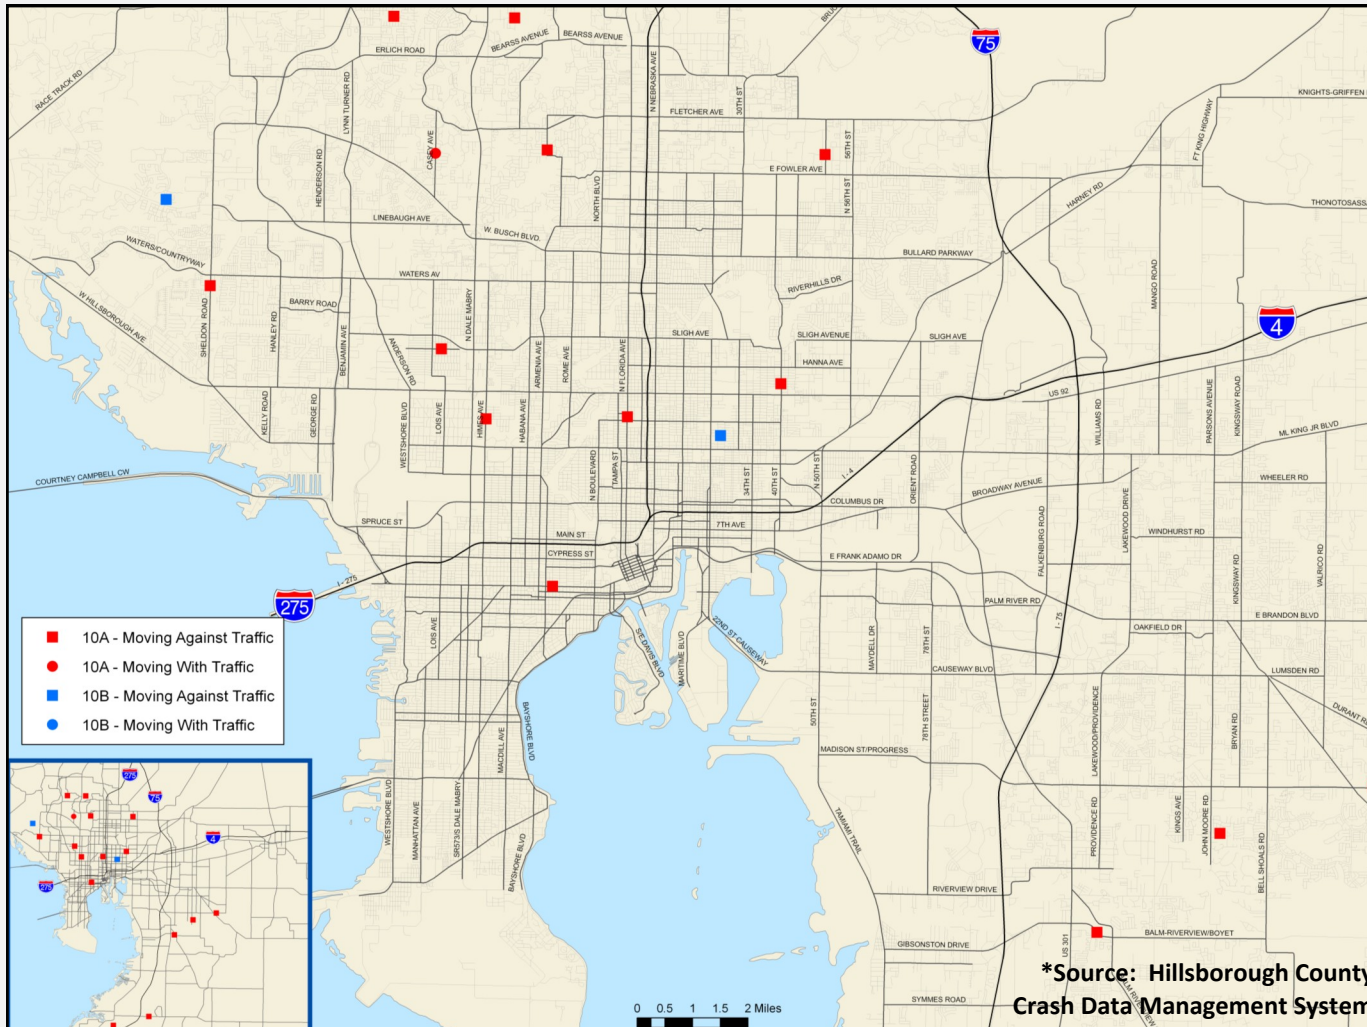 75
ERLICH ROAD
BEARSS AVENUE
BEARSS AVENUE
RACE TRACK RD
LYNN TURNER RD
N NEBRASKA AVE
30TH ST
KNIGHTS-GRIFFEN
FLETCHER AVE
FT KING HIGHWAY
CASEY AVE
56TH ST
HENDERSON RD
E FOWLER AVE
HARNEY RD
NORTH BLVD
N 56TH ST
THONOTOSASS
LINEBAUGH AVE
W. BUSCH BLVD.
WATERS/COUNTRYWAY
BULLARD PARKWAY
WATERS AV
RIVERHILLS DR
MANGO ROAD
W HILLSBOROUGH AVE
BARRY ROAD
SHELDON ROAD
HANLEY RD
BENJAMIN AVE
N DALE MABRY
4
SLIGH AVE
SLIGH AVENUE
SLIGH AVE
ANDERSON RD
ARMENIA AVE
ROME AVE
N FLORIDA AVE
HANNA AVE
US 92
KELLY ROAD
GEORGE RD
WESTSHORE BLVD
LOIS AVE
HIMES AVE
HABANA AVE
WILLIAMS RD
PARSONS AVENUE
KINGSWAY ROAD
ML KING JR BLVD
COURTNEY CAMPBELL CW
N BOULEVARD
TAMPA ST
34TH ST
40TH ST
N 50TH ST
I - 4
ORIENT ROAD
BROADWAY AVENUE
WHEELER RD
COLUMBUS DR
LAKEWOOD DRIVE
SPRUCE ST
7TH AVE
MAIN ST
WINDHURST RD
CYPRESS ST
E FRANK ADAMO DR
FALKENBURG ROAD
KINGSWAY RD
VALRICO RD
I - 275
275
PALM RIVER RD
I - 75
E BRANDON BLVD
OAKFIELD DR
LOIS AVE
S/E DAVIS BLVD
MARITIME BLVD
22ND ST CAUSEWAY
MAYDELL DR
78TH ST
CAUSEWAY BLVD
LUMSDEN RD
10A - Moving Against Traffic
10A - Moving With Traffic
10B - Moving Against Traffic
10B - Moving With Traffic
BAYSHORE BLVD
MACDILL AVE
50TH ST
78TH STREET
LAKEWOOD/PROVIDENCE
BRYAN RD
DURANT R
MADISON ST/PROGRESS
WESTSHORE BLVD
MANHATTAN AVE
SR573/S DALE MABRY
BAYSHORE BLVD
TAMIAMI TRAIL
PROVIDENCE RD
KINGS AVE
JOHN MOORE RD
BELL SHOALS RD
275
75
4
275
RIVERVIEW DRIVE
GIBSONTON DRIVE
US 301
BALM-RIVERVIEW/BOYET
*Source: Hillsborough County
Crash Data Management System
SYMMES ROAD
0 0.5 1 1.5 2 Miles